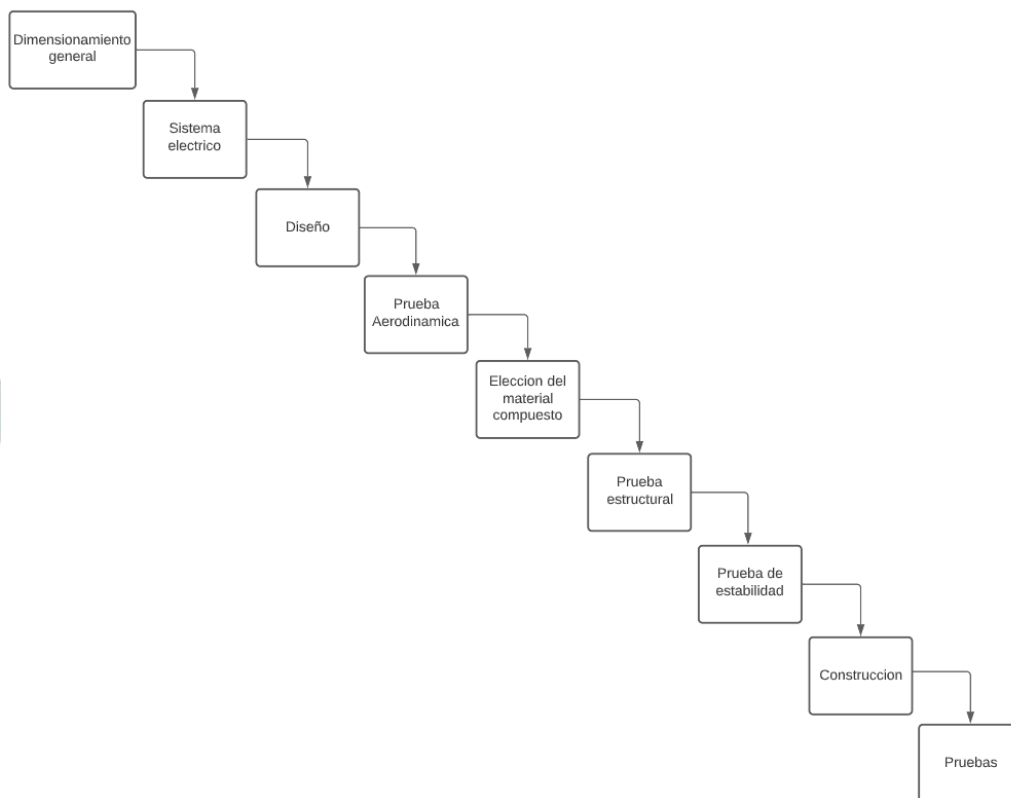 Dimensionamiento
general
Sistema
electrico
Diseño
Prueba
Aerodinamica
Eleccion del
material
compuesto
Prueba
estructural
Prueba de
estabilidad
Construccion
Pruebas